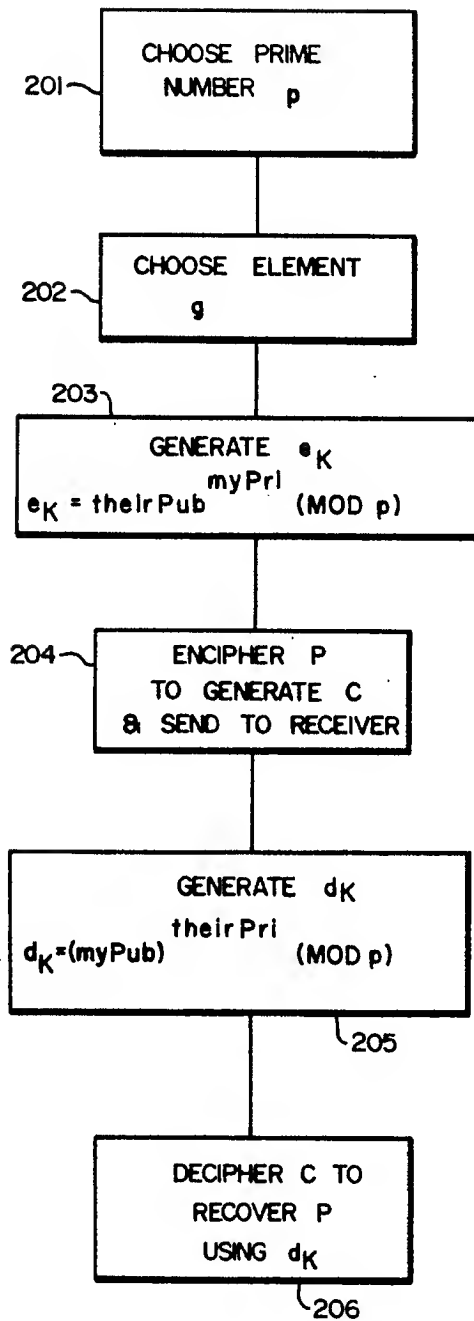 CHOOSE PRIME
NUMBER p
201
CHOOSE ELEMENT
g
202
203
GENERATE eK
myPri
eK = theirPub (MOD p)
204
ENCIPHER P
TO GENERATE C
& SEND TO RECEIVER
GENERATE dK
theirPri
dK=(myPub) (MOD p)
205
DECIPHER C TO
RECOVER P
USING dK
206